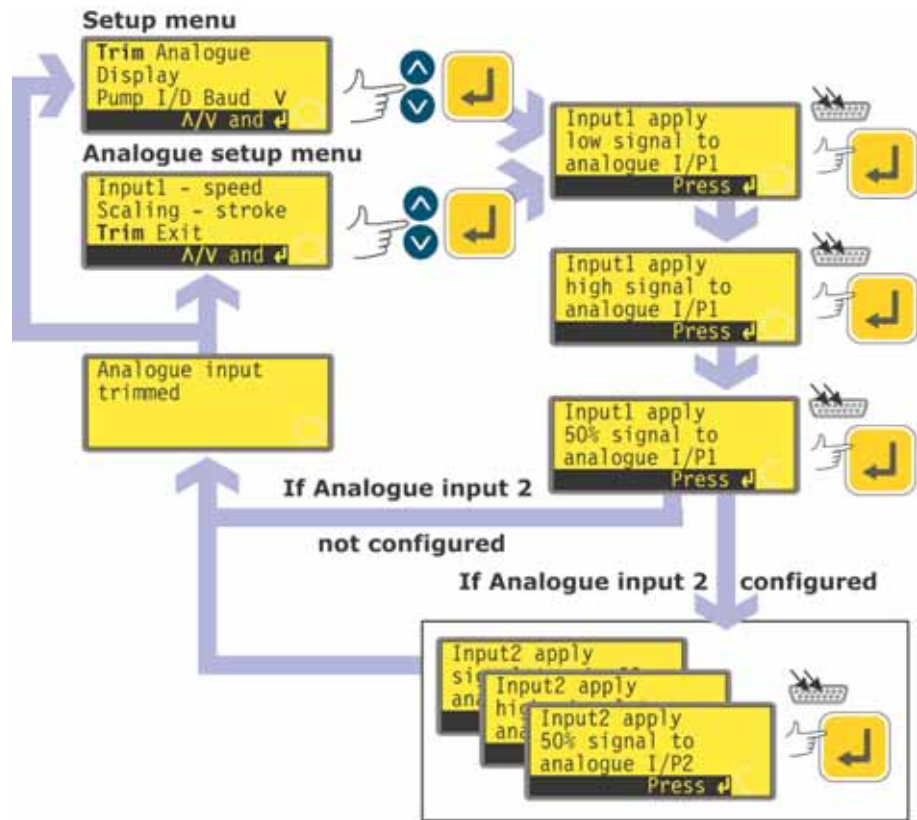 Setup menu
Trim Analogue
Display
Pump I/D Baud V
Λ/V and ↲
Analogue setup menu
Input1 - speed
Scaling - stroke
Trim Exit
Λ/V and ↲
Input1 apply
low signal to
analogue I/P1
Press ↲
Input1 apply
high signal to
analogue I/P1
Press ↲
Input1 apply
50% signal to
analogue I/P1
Press ↲
Analogue input
trimmed
If Analogue input 2
not configured
If Analogue input 2 configured
Input2 apply
Input2 apply
Input2 apply
50% signal to
analogue I/P2
Press ↲